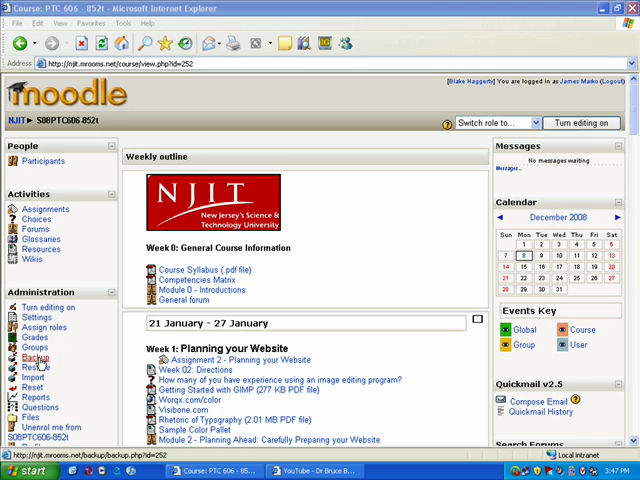 Course: PTC 606 - 852t - Microsoft Internet Explorer
File Edit View Favorites Tools Help
Address http://njit.mrooms.net/course/view.php?id=252
moodle
[Blake Haggerty] You are logged in as James Maiko (Logout)
NJIT ► S08PTC606-852t
Switch role to...
Turn editing on
People
Participants
Activities
Assignments
Choices
Forums
Glossaries
Resources
Wikis
Administration
Turn editing on
Settings
Assign roles
Grades
Groups
Backup
Import
Reset
Reports
Questions
Files
Unenrol me from
S08PTC606-852t
Weekly outline
NJIT
New Jersey's Science &
Technology University
Week 0: General Course Information
Course Syllabus (.pdf file)
Competencies Matrix
Module 0 - Introductions
General forum
21 January - 27 January
Week 1: Planning your Website
Assignment 2 - Planning your Website
Week 02: Directions
How many of you have experience using an image editing program?
Getting Started with GIMP (277 KB PDF file)
Worqx.com/color
Visibone.com
Rhetoric of Typography (2.01 MB PDF file)
Sample Color Pallet
Module 2 - Planning Ahead: Carefully Preparing your Website
Messages
No messages waiting
Messages...
Calendar
December 2008
Sun Mon Tue Wed Thu Fri Sat
1 2 3 4 5 6
7 8 9 10 11 12 13
14 15 16 17 18 19 20
21 22 23 24 25 26 27
28 29 30 31
Events Key
Global Course
Group User
Quickmail v2.5
Compose Email
Quickmail History
Search Forums
http://njit.mrooms.net/backup/backup.php?id=252
Local intranet
start
Course: PTC 606 - 85...
YouTube - Dr Bruce B...
3:47 PM